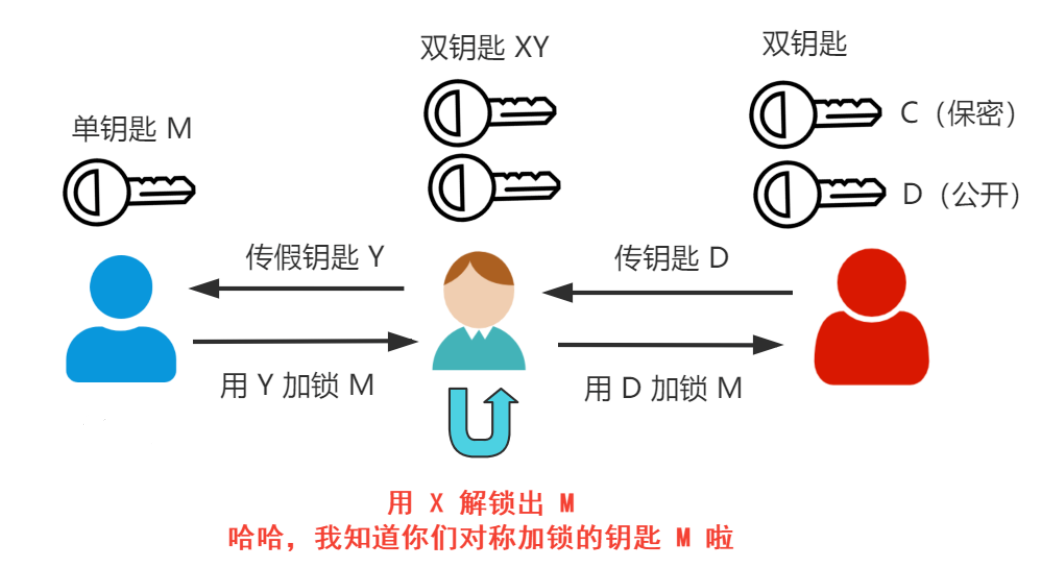 双钥匙 XY
双钥匙
单钥匙 M
C（保密）
D（公开）
传假钥匙 Y
传钥匙 D
用 Y 加锁 M
用 D 加锁 M
用 X 解锁出 M
哈哈，我知道你们对称加锁的钥匙 M 啦